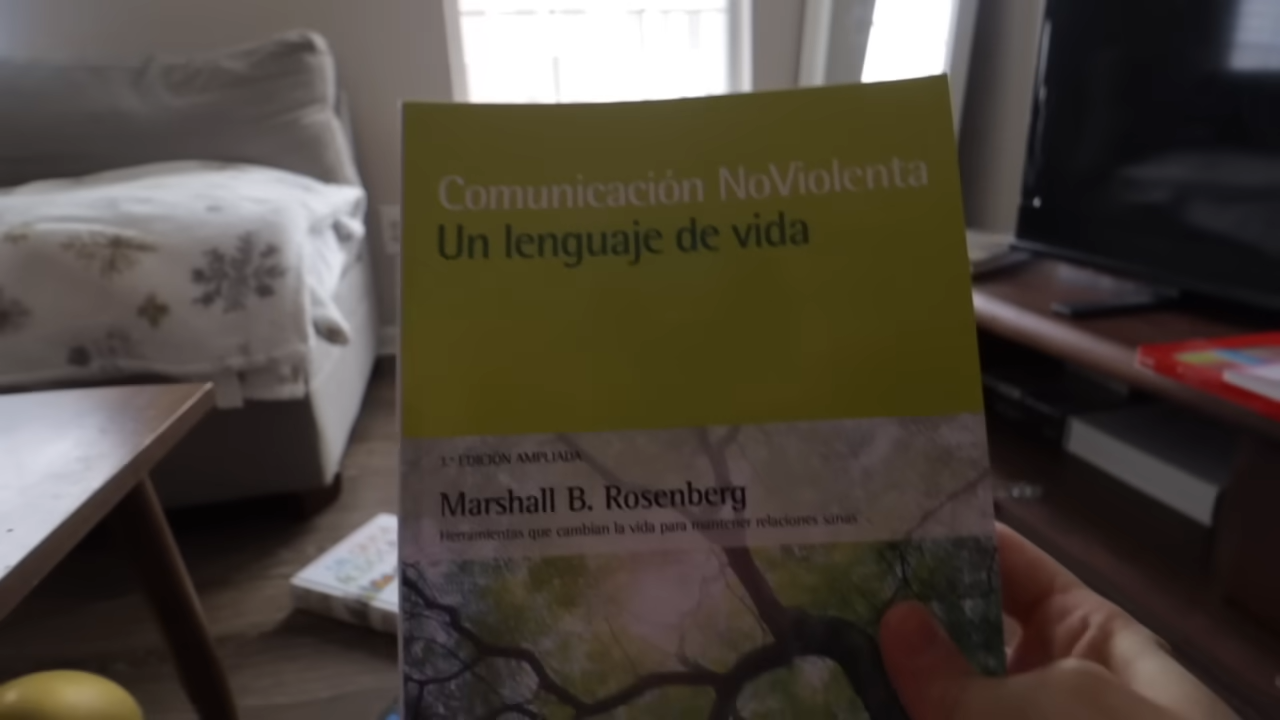 Comunicación NoViolenta
Un lenguaje de vida
3.ª EDICIÓN AMPLIADA
Marshall B. Rosenberg
Herramientas que cambian la vida para mantener relaciones sanas